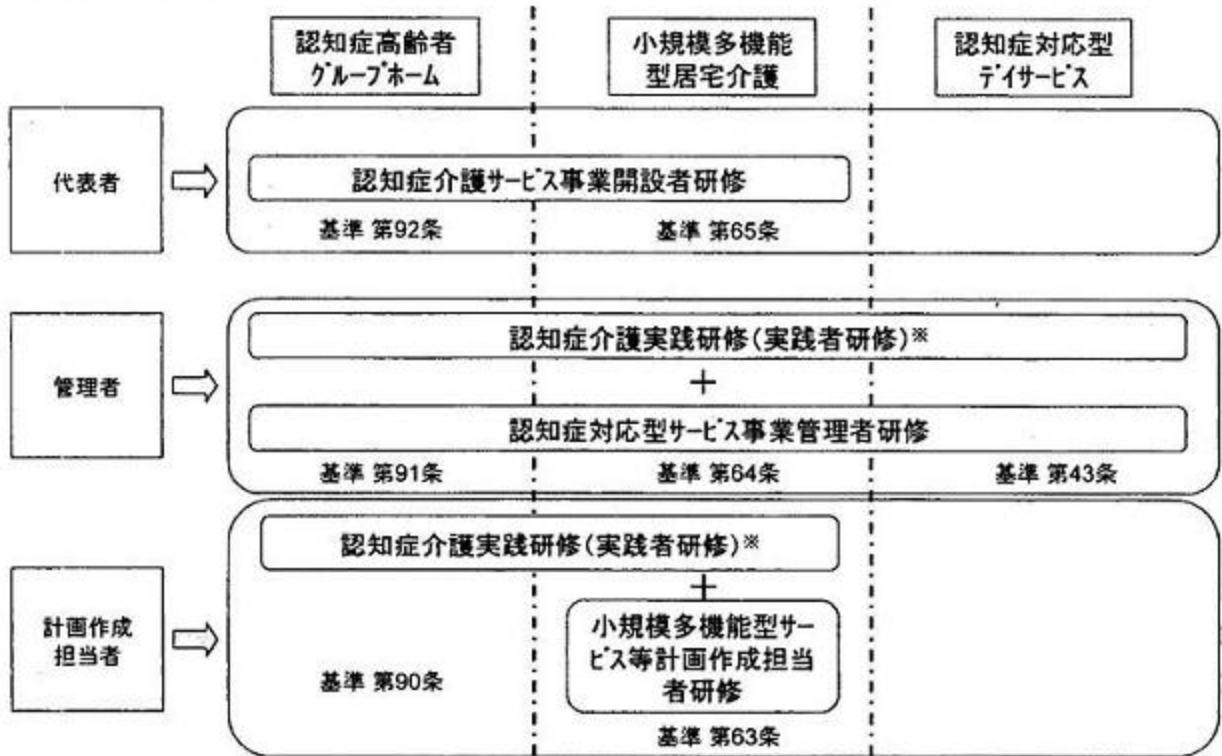 認知症高齢者
グループホーム
小規模多機能
型居宅介護
認知症対応型
デイサービス
代表者
認知症介護サービス事業開設者研修
基準 第92条
基準 第65条
管理者
認知症介護実践研修(実践者研修)※
+
認知症対応型サービス事業管理者研修
基準 第91条
基準 第64条
基準 第43条
計画作成
担当者
認知症介護実践研修(実践者研修)※
+
小規模多機能型サー
ビス等計画作成担当
者研修
基準 第90条
基準 第63条